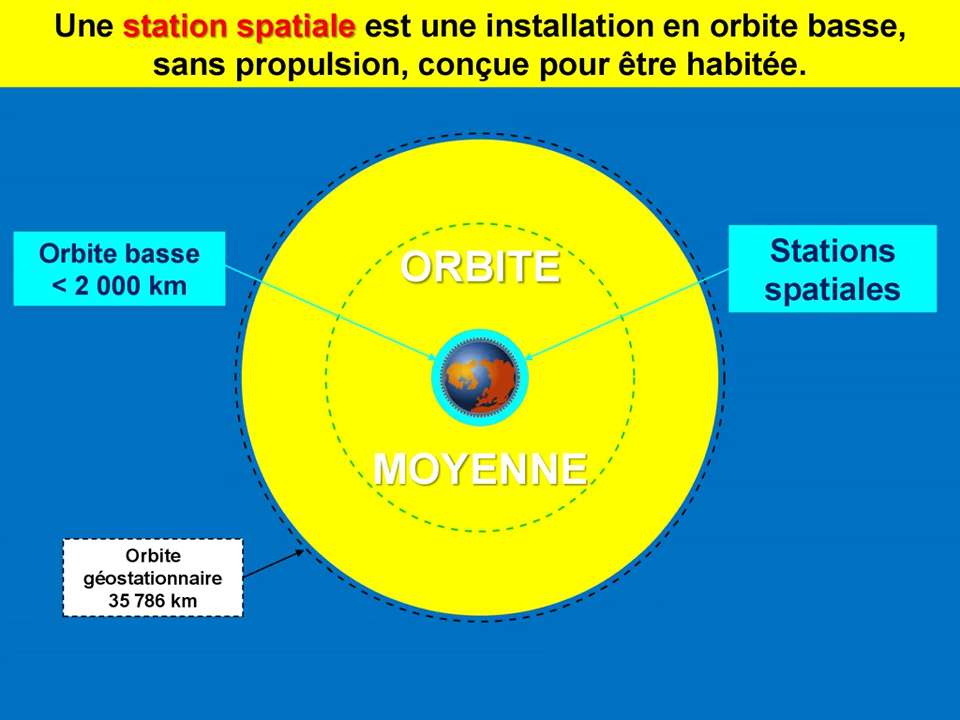 Une station spatiale est une installation en orbite basse,
sans propulsion, conçue pour être habitée.
Orbite basse
< 2 000 km
ORBITE
Stations
spatiales
MOYENNE
Orbite
géostationnaire
35 786 km